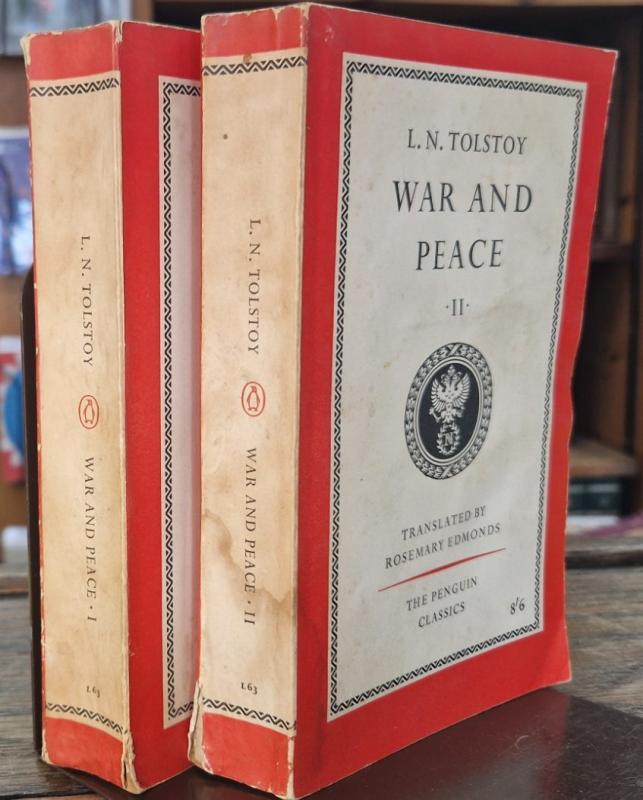 L. N. TOLSTOY
WAR AND PEACE · I
L. N. TOLSTOY
WAR AND PEACE · II
L63
L. N. TOLSTOY
WAR AND
PEACE
·II·
N
TRANSLATED BY
ROSEMARY EDMONDS
THE PENGUIN
CLASSICS
8/6